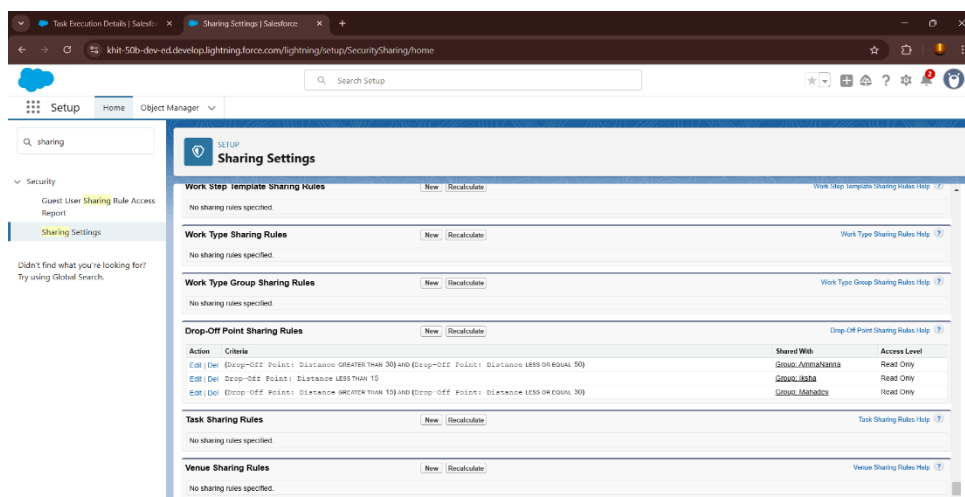 Task Execution Details | Salesfo
Sharing Settings | Salesforce
khit-50b-dev-ed.develop.lightning.force.com/lightning/setup/SecuritySharing/home
Search Setup
2
Setup Home Object Manager
sharing
SETUP
Sharing Settings
Security
Guest User Sharing Rule Access
Report
Sharing Settings
Didn't find what you're looking for?
Try using Global Search.
Work Step Template Sharing Rules New Recalculate Work Step Template Sharing Rules Help ?
No sharing rules specified.
Work Type Sharing Rules New Recalculate Work Type Sharing Rules Help ?
No sharing rules specified.
Work Type Group Sharing Rules New Recalculate Work Type Group Sharing Rules Help ?
No sharing rules specified.
Drop-Off Point Sharing Rules New Recalculate Drop-Off Point Sharing Rules Help ?
Action Criteria Shared With Access Level
Edit | Del (Drop-Off Point: Distance GREATER THAN 30) AND (Drop-Off Point: Distance LESS OR EQUAL 50) Group: AmmaNanna Read Only
Edit | Del Drop-Off Point: Distance LESS THAN 15 Group: Iksha Read Only
Edit | Del (Drop-Off Point: Distance GREATER THAN 15) AND (Drop-Off Point: Distance LESS OR EQUAL 30) Group: Mahadev Read Only
Task Sharing Rules New Recalculate Task Sharing Rules Help ?
No sharing rules specified.
Venue Sharing Rules New Recalculate Venue Sharing Rules Help ?
No sharing rules specified.